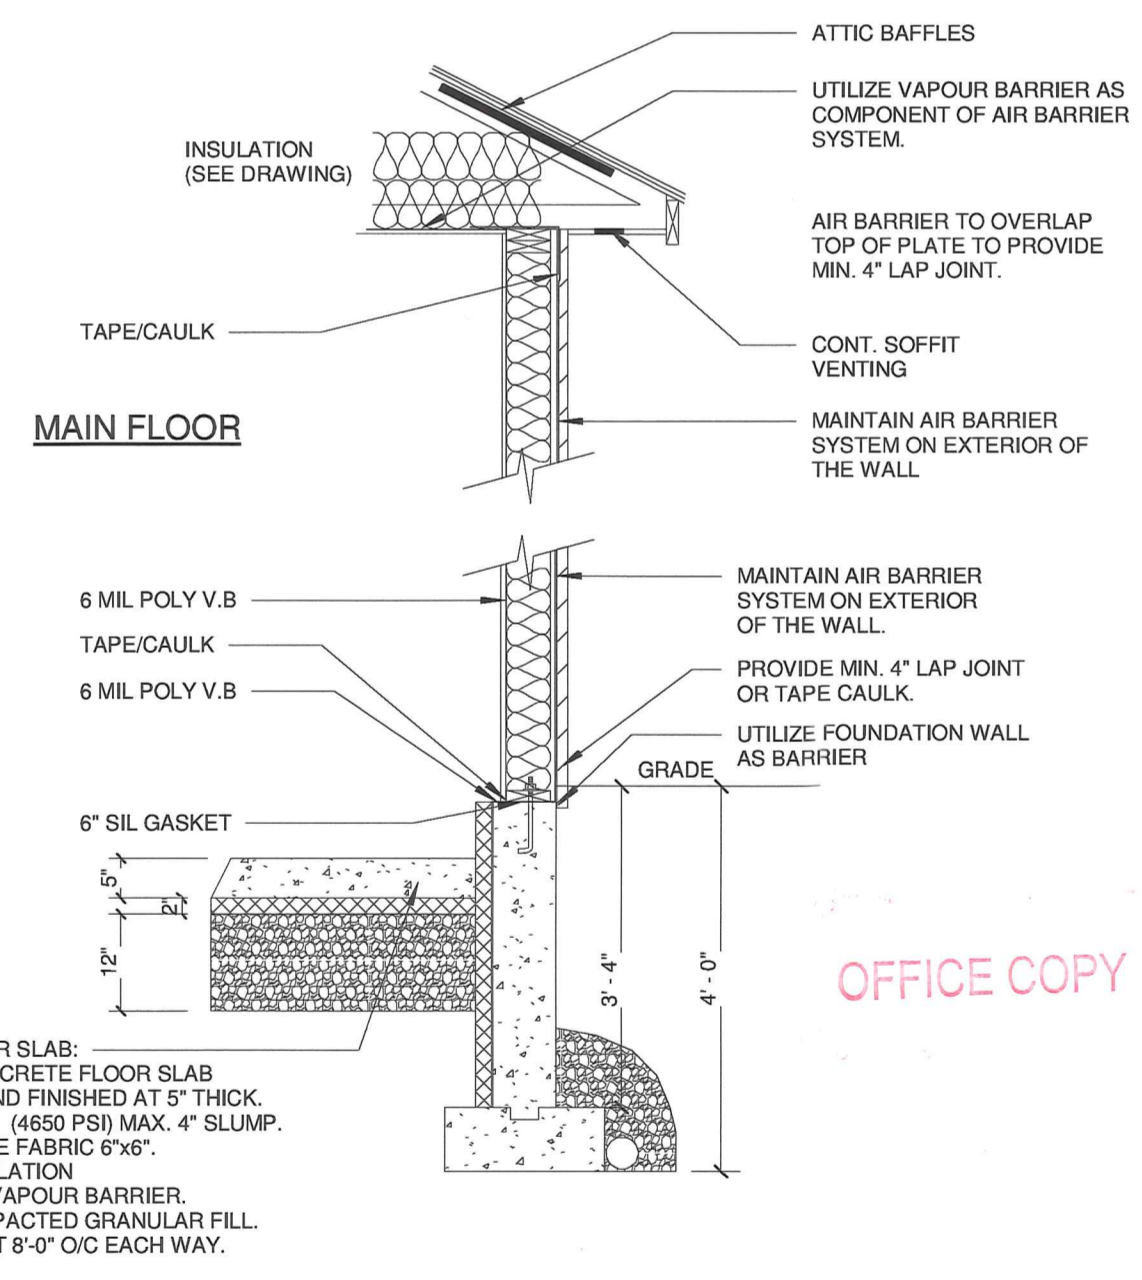 ATTIC BAFFLES
UTILIZE VAPOUR BARRIER AS
COMPONENT OF AIR BARRIER
SYSTEM.
INSULATION
(SEE DRAWING)
AIR BARRIER TO OVERLAP
TOP OF PLATE TO PROVIDE
MIN. 4" LAP JOINT.
TAPE/CAULK
CONT. SOFFIT
VENTING
MAIN FLOOR
MAINTAIN AIR BARRIER
SYSTEM ON EXTERIOR OF
THE WALL
MAINTAIN AIR BARRIER
SYSTEM ON EXTERIOR
OF THE WALL.
6 MIL POLY V.B
TAPE/CAULK
6 MIL POLY V.B
PROVIDE MIN. 4" LAP JOINT
OR TAPE CAULK.
UTILIZE FOUNDATION WALL
AS BARRIER
GRADE
6" SIL GASKET
5"
2"
12"
3' - 4"
4' - 0"
OFFICE COPY
R SLAB:
CRETE FLOOR SLAB
ND FINISHED AT 5" THICK.
(4650 PSI) MAX. 4" SLUMP.
E FABRIC 6"x6".
LATION
VAPOUR BARRIER.
PACTED GRANULAR FILL.
T 8'-0" O/C EACH WAY.